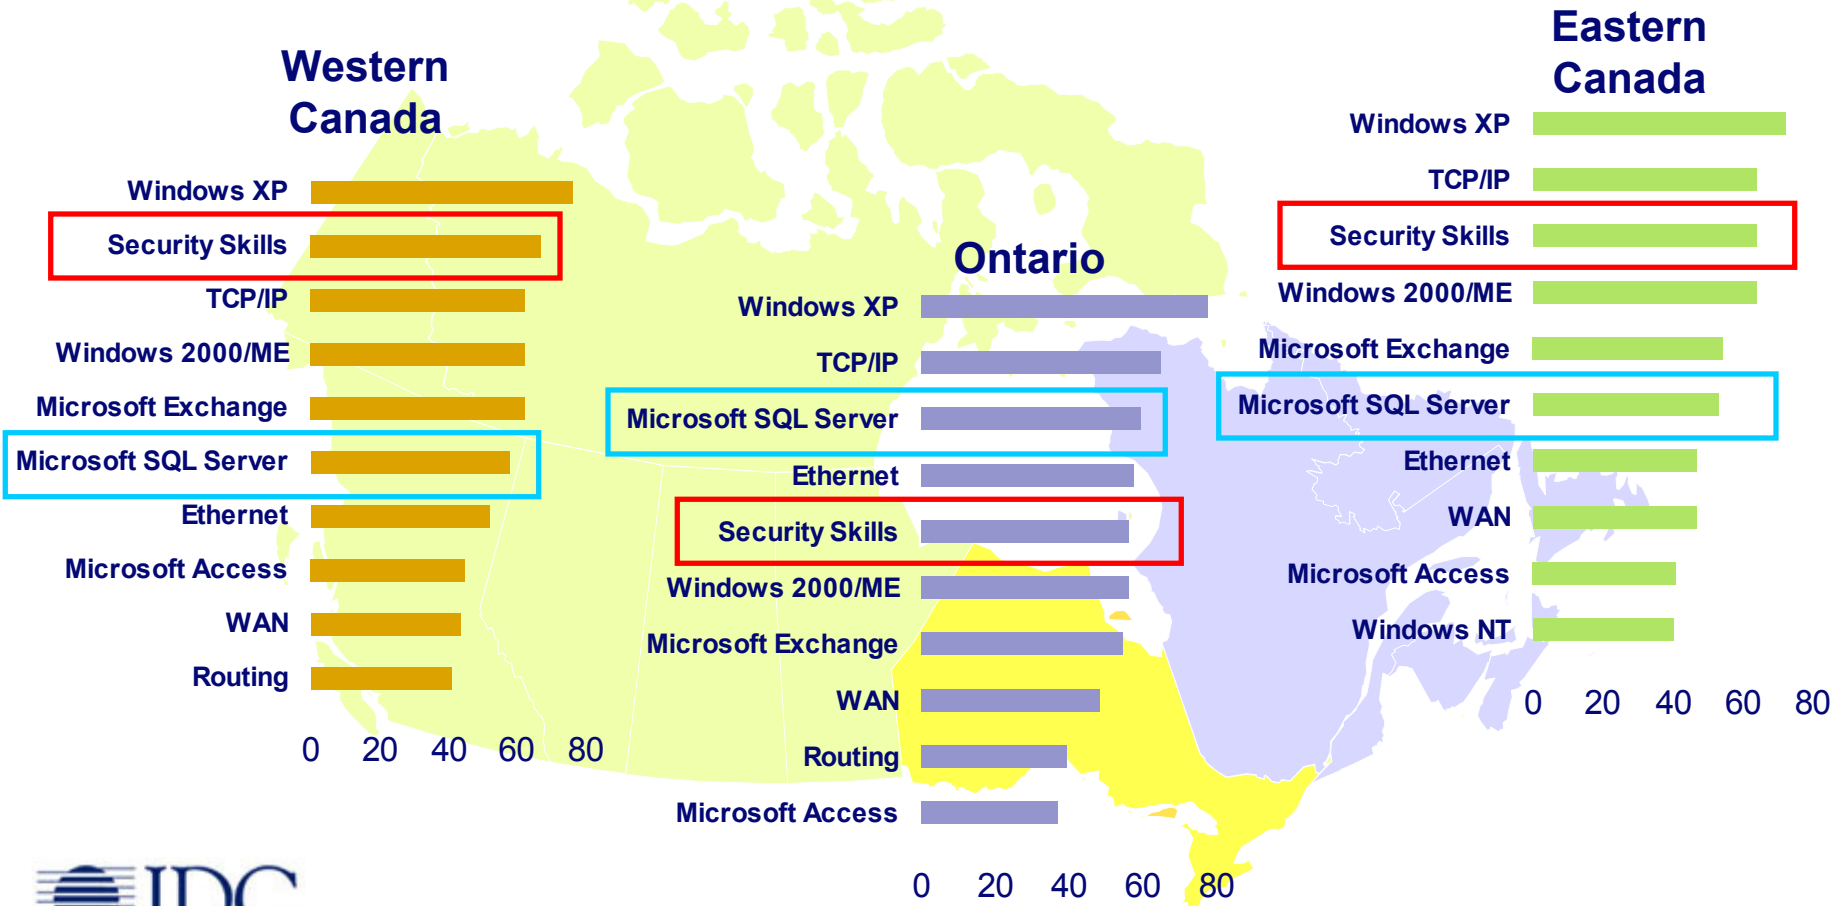 Western
Canada
Windows XP
Security Skills
TCP/IP
Windows 2000/ME
Microsoft Exchange
Microsoft SQL Server
Ethernet
Microsoft Access
WAN
Routing
0 20 40 60 80
Ontario
Windows XP
TCP/IP
Microsoft SQL Server
Ethernet
Security Skills
Windows 2000/ME
Microsoft Exchange
WAN
Routing
Microsoft Access
0 20 40 60 80
Eastern
Canada
Windows XP
TCP/IP
Security Skills
Windows 2000/ME
Microsoft Exchange
Microsoft SQL Server
Ethernet
WAN
Microsoft Access
Windows NT
0 20 40 60 80
IDC